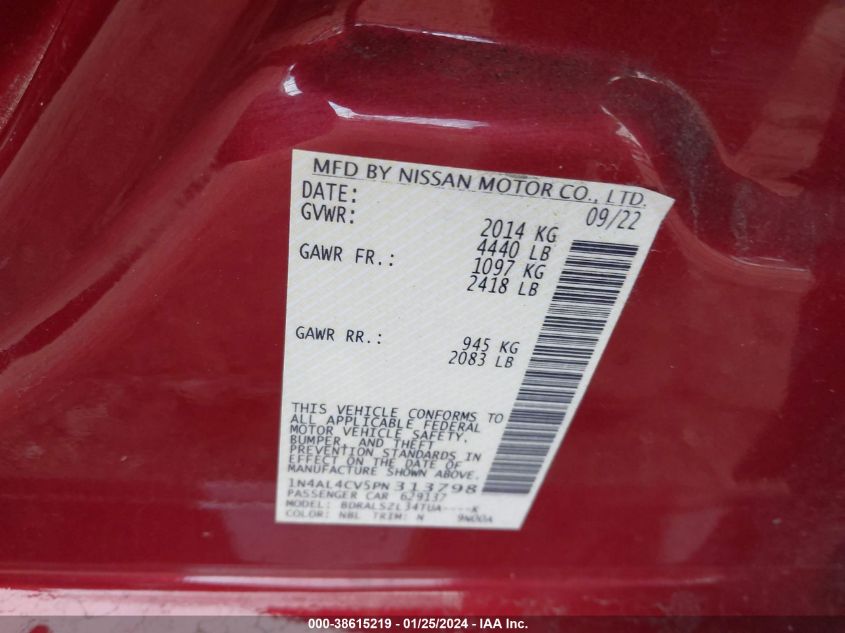 MFD BY NISSAN MOTOR CO., LTD.
DATE: 09/22
GVWR: 2014 KG
4440 LB
GAWR FR.: 1097 KG
2418 LB
GAWR RR.: 945 KG
2083 LB
THIS VEHICLE CONFORMS TO
ALL APPLICABLE FEDERAL
MOTOR VEHICLE SAFETY,
BUMPER, AND THEFT
PREVENTION STANDARDS IN
EFFECT ON THE DATE OF
MANUFACTURE SHOWN ABOVE.
1N4AL4CV5PN313798
PASSENGER CAR 629137
MODEL: BDRALSZL34TUA----K
COLOR: NBL TRIM: N 9N00A
000-38615219 | 01/25/2024 - IAA Inc.